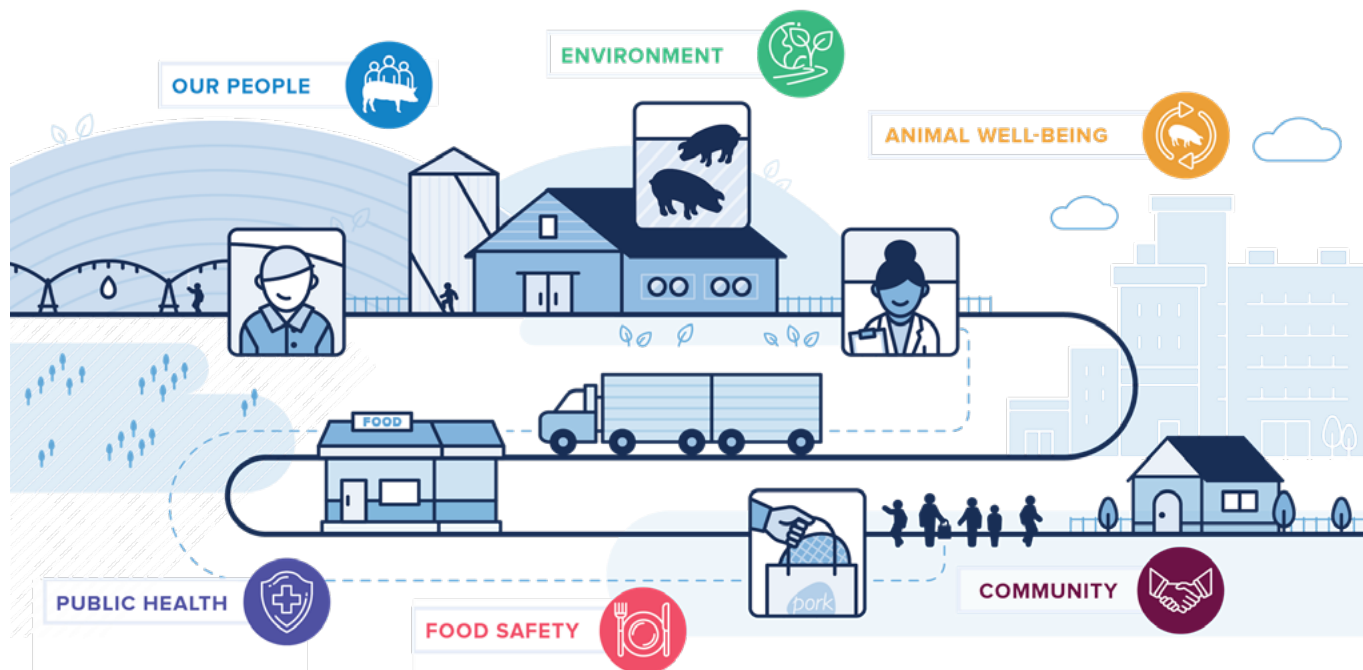 OUR PEOPLE
ENVIRONMENT
ANIMAL WELL-BEING
FOOD
PUBLIC HEALTH
FOOD SAFETY
pork
COMMUNITY